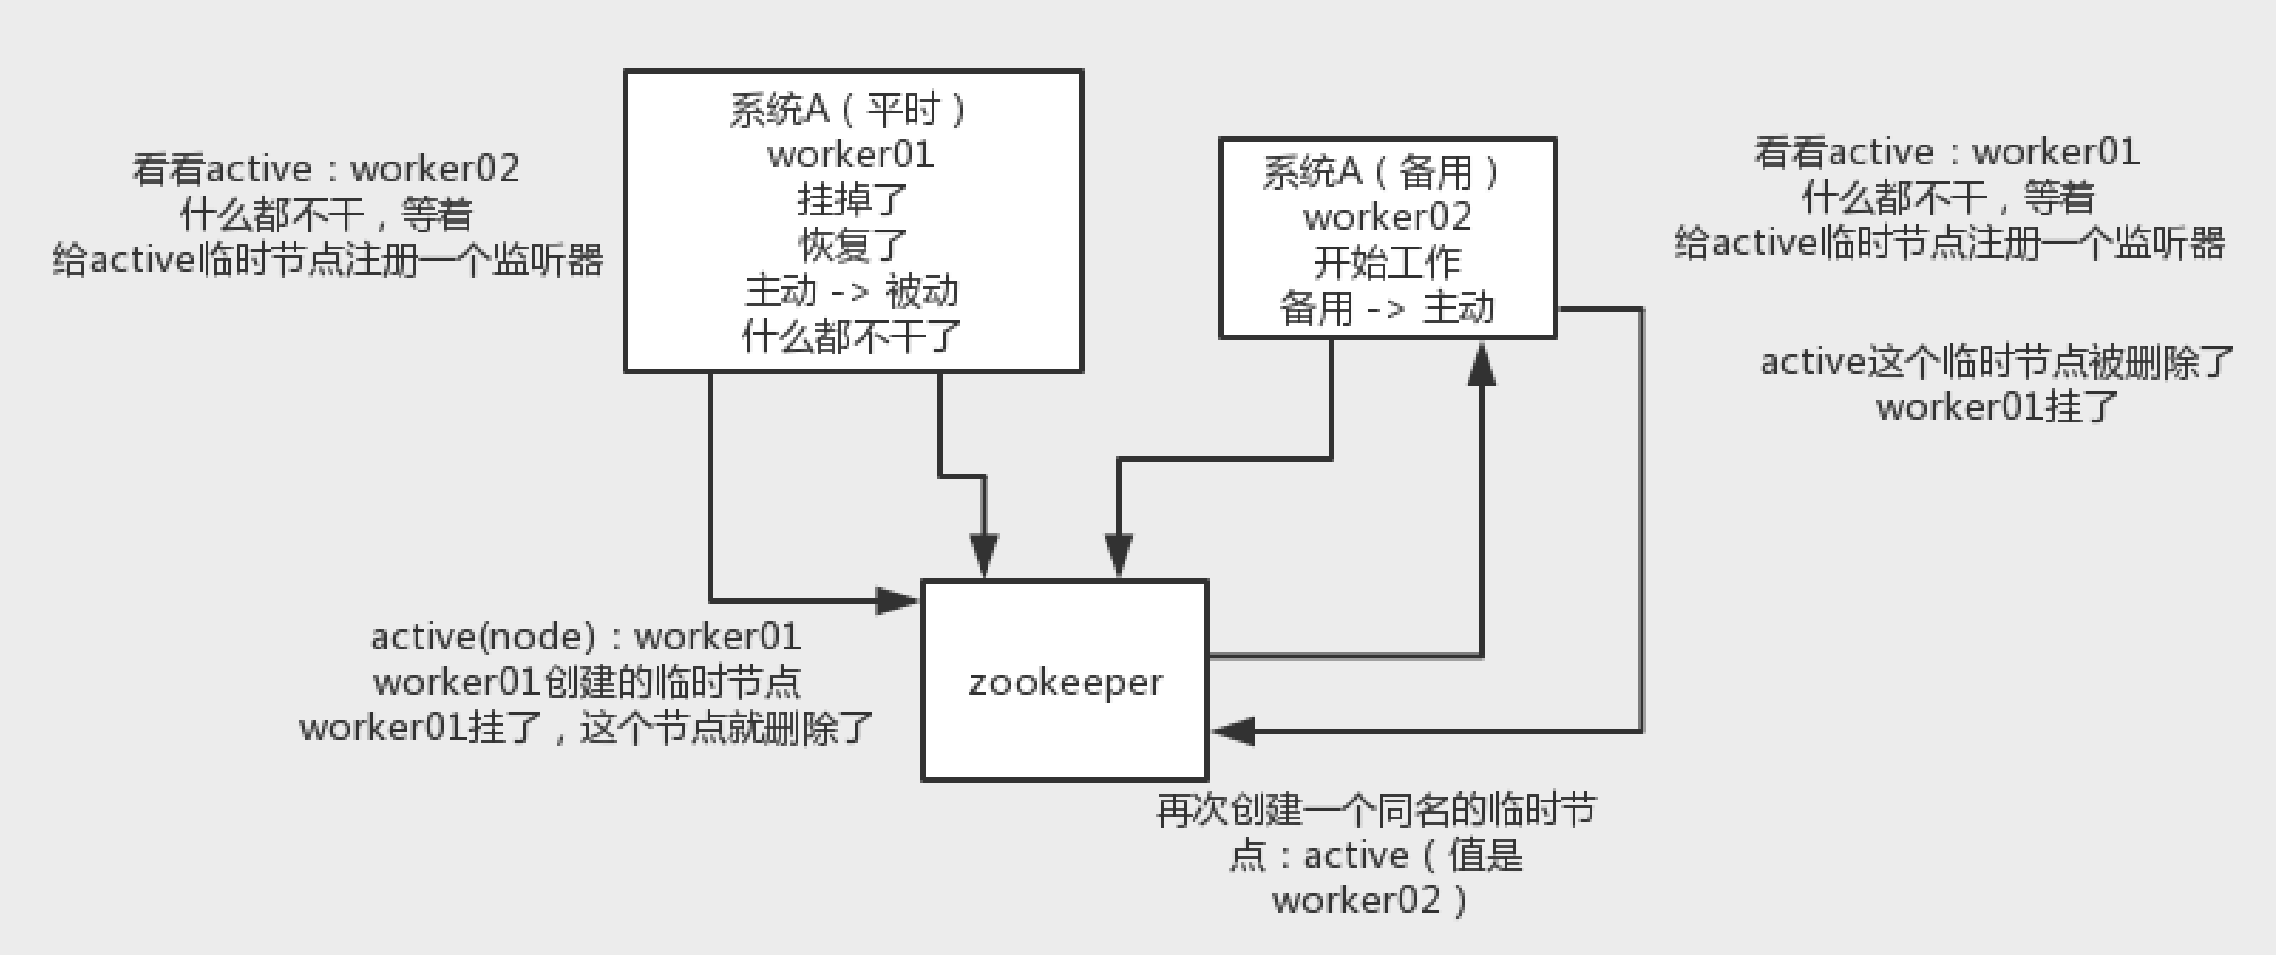 系统A（平时）
worker01
挂掉了
恢复了
主动 -> 被动
什么都不干了
看看active：worker02
什么都不干，等着
给active临时节点注册一个监听器
系统A（备用）
worker02
开始工作
备用 -> 主动
看看active：worker01
什么都不干，等着
给active临时节点注册一个监听器
active这个临时节点被删除了
worker01挂了
active(node)：worker01
worker01创建的临时节点
worker01挂了，这个节点就删除了
zookeeper
再次创建一个同名的临时节
点：active（值是
worker02）